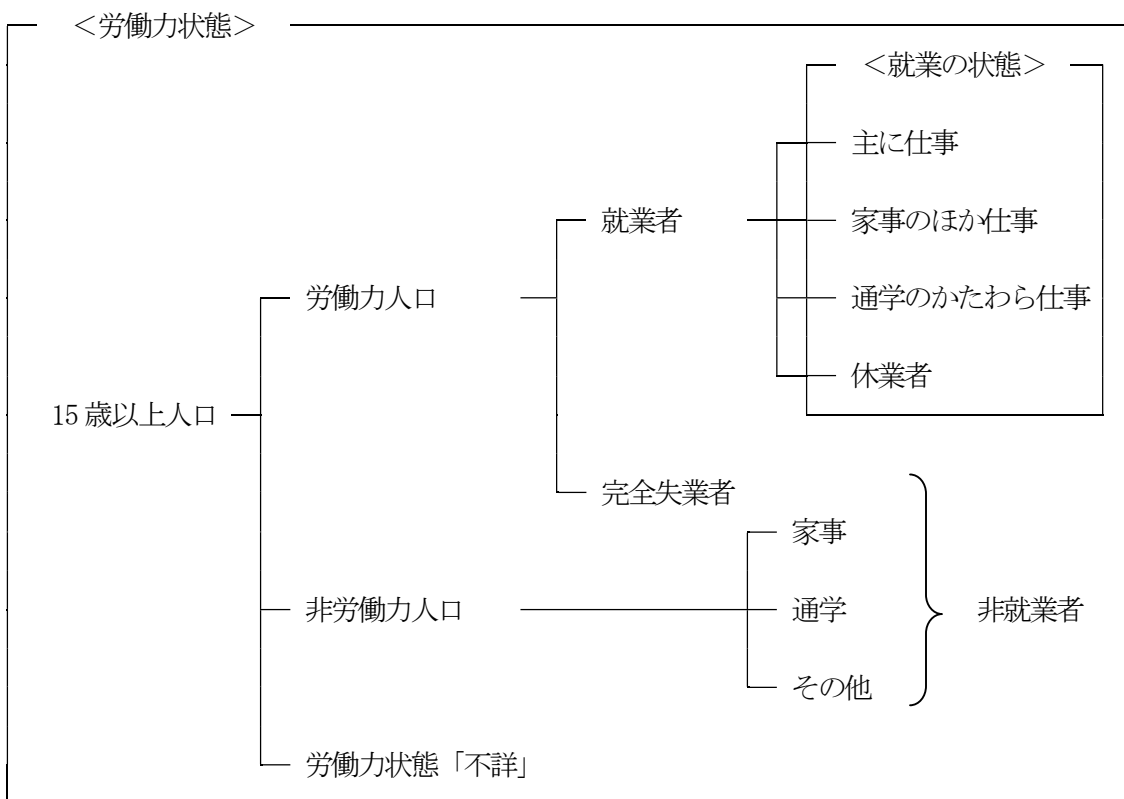 ＜労働力状態＞
＜就業の状態＞
主に仕事
就業者
家事のほか仕事
労働力人口
通学のかたわら仕事
休業者
15歳以上人口
完全失業者
家事
非労働力人口
通学
非就業者
その他
労働力状態「不詳」